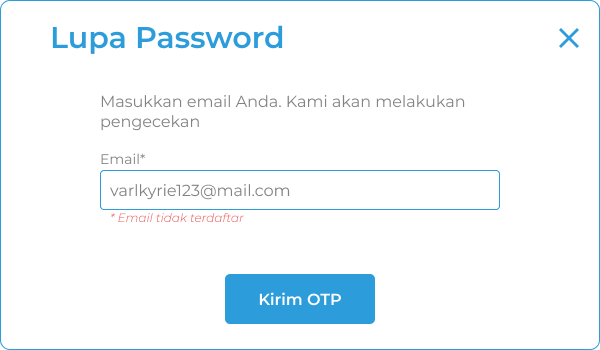 Lupa Password
Masukkan email Anda. Kami akan melakukan
pengecekan
Email*
varlkyrie123@mail.com
* Email tidak terdaftar
Kirim OTP